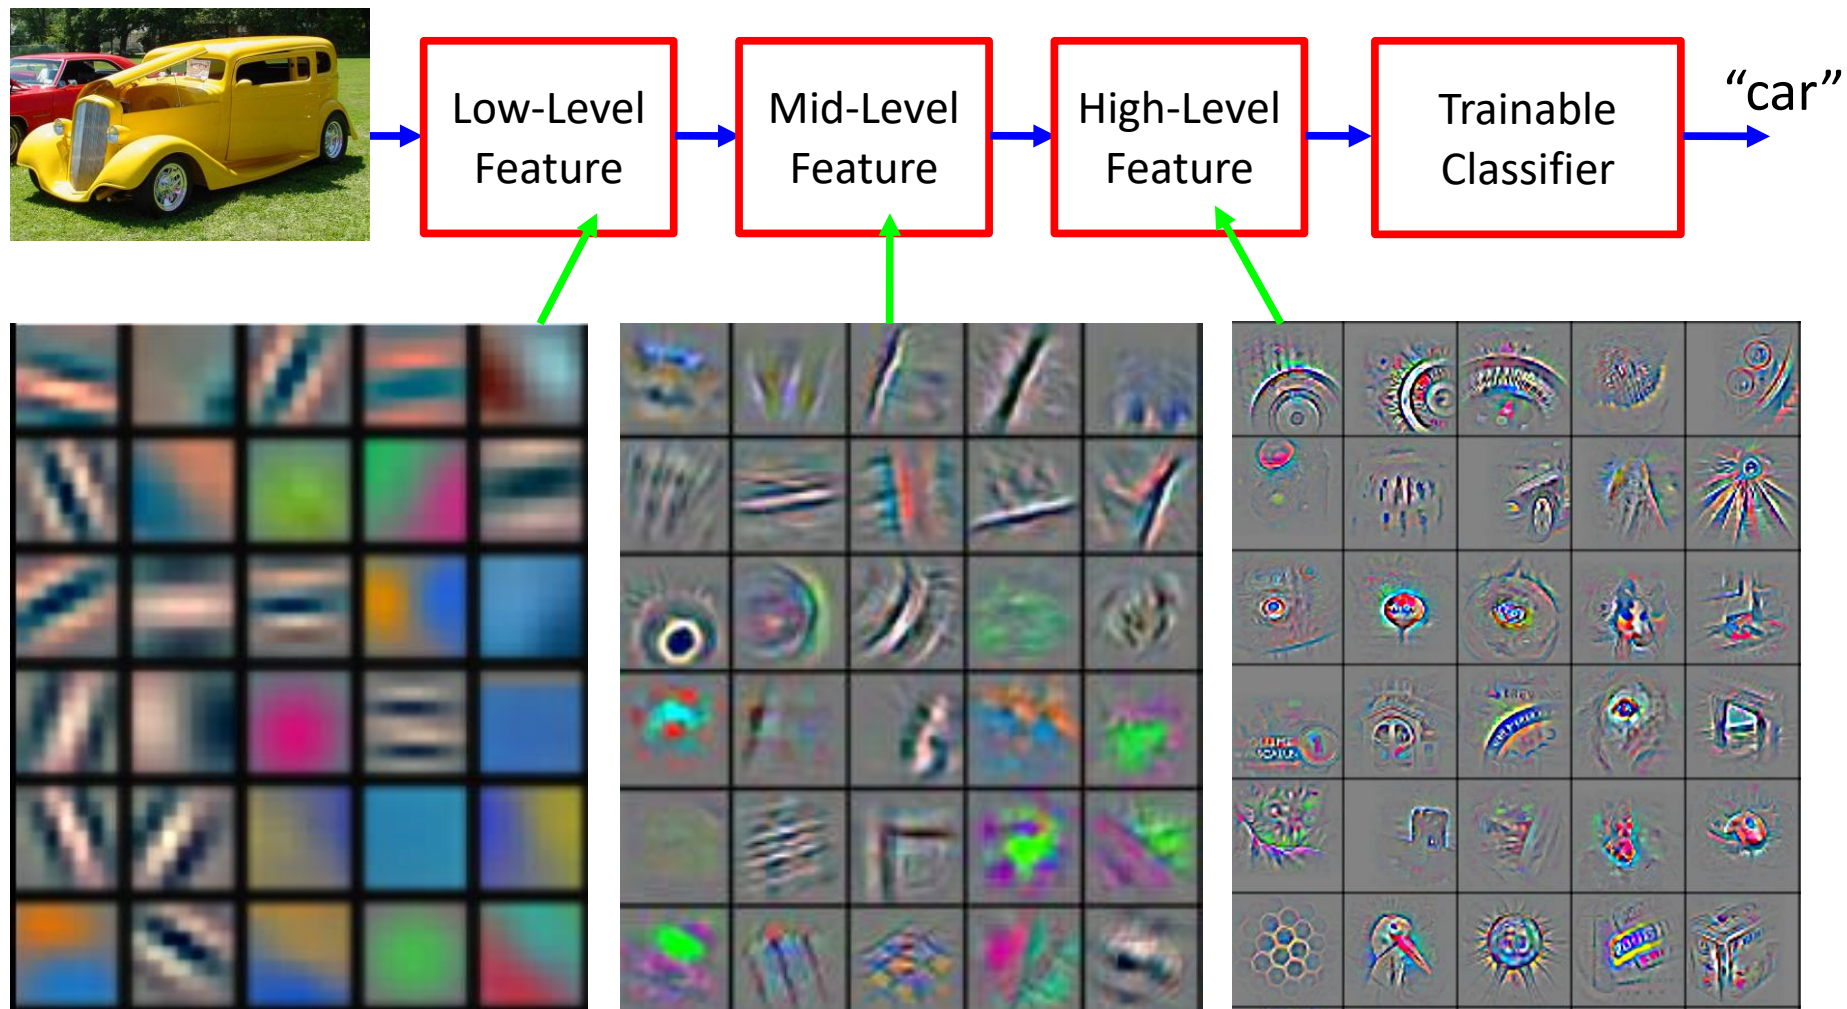 Low-Level
Feature
Mid-Level
Feature
High-Level
Feature
Trainable
Classifier
“car”